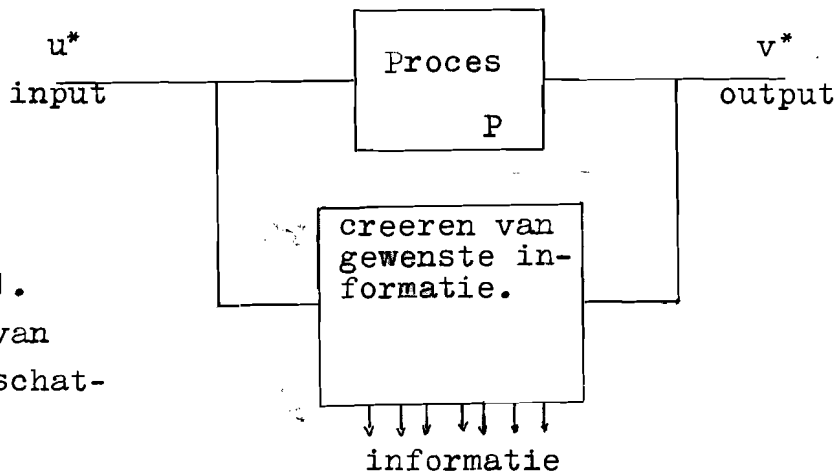 u*
input
Proces
P
v*
output
creeren van
gewenste in-
formatie.
van
schat-
informatie